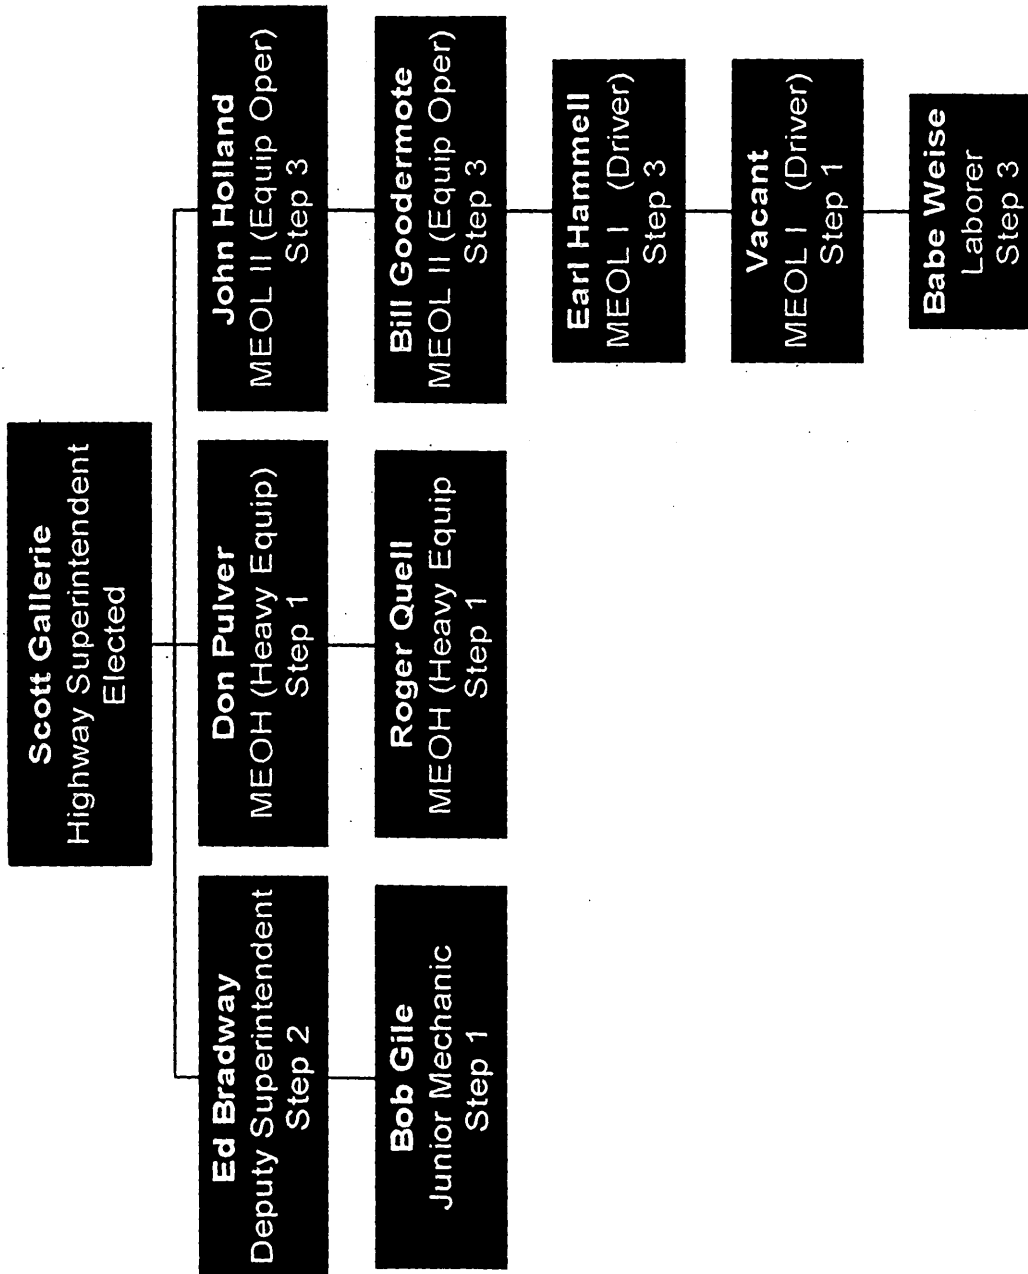 Scott Gallerie
Highway Superintendent
Elected
Ed Bradway
Deputy Superintendent
Step 2
Bob Gile
Junior Mechanic
Step 1
Don Pulver
MEOH (Heavy Equip)
Step 1
Roger Quell
MEOH (Heavy Equip
Step 1
John Holland
MEOL II (Equip Oper)
Step 3
Bill Goodermote
MEOL II (Equip Oper)
Step 3
Earl Hammell
MEOL I (Driver)
Step 3
Vacant
MEOL I (Driver)
Step 1
Babe Weise
Laborer
Step 3